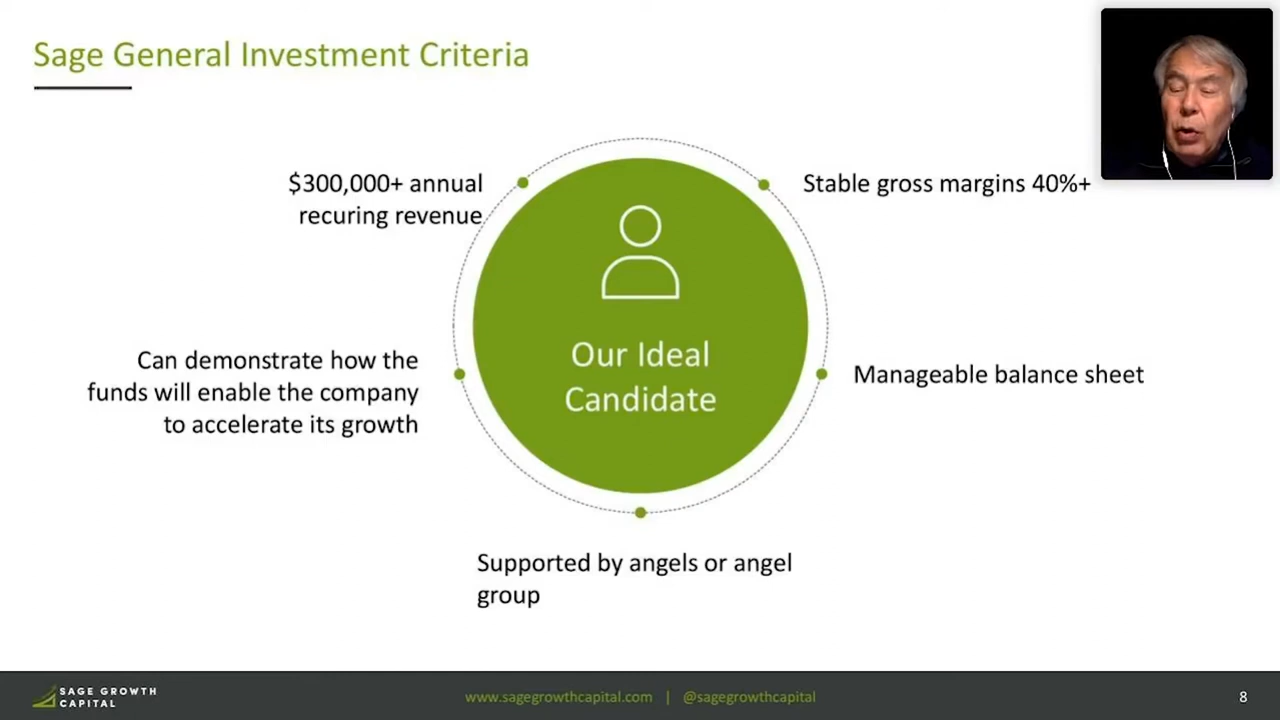 Sage General Investment Criteria
$300,000+ annual
recuring revenue
Stable gross margins 40%+
Our Ideal
Candidate
Can demonstrate how the
funds will enable the company
to accelerate its growth
Manageable balance sheet
Supported by angels or angel
group
SAGE GROWTH
CAPITAL
www.sagegrowthcapital.com | @sagegrowthcapital
8